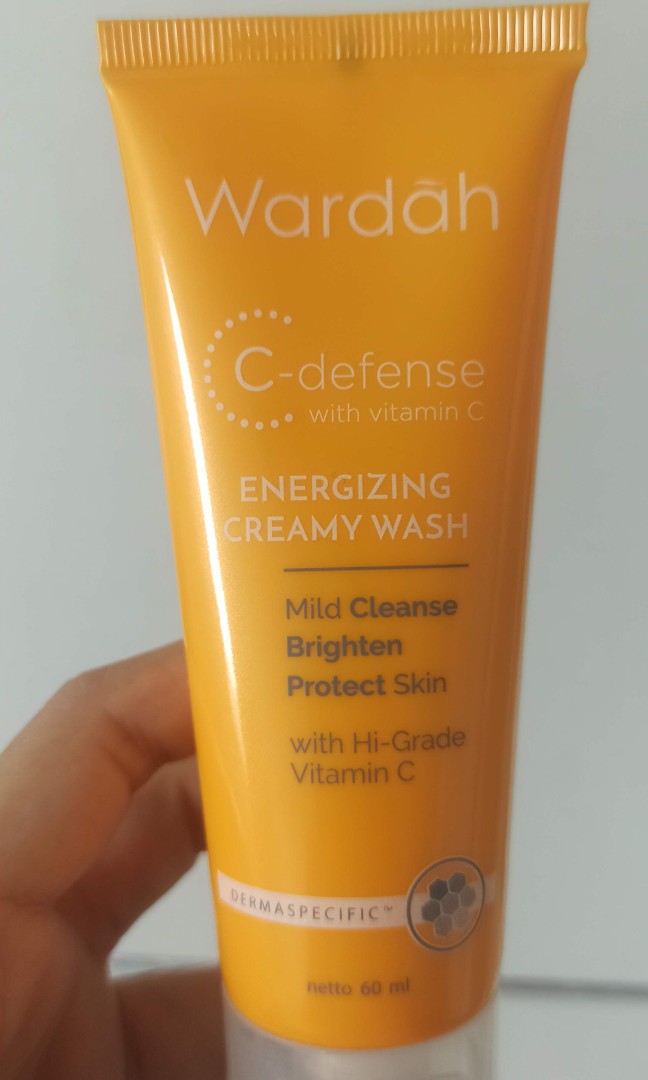 Wardāh
C-defense
with vitamin C
ENERGIZING
CREAMY WASH
Mild Cleanse
Brighten
Protect Skin
with Hi-Grade
Vitamin C
DERMASPECIFIC™
netto 60 ml